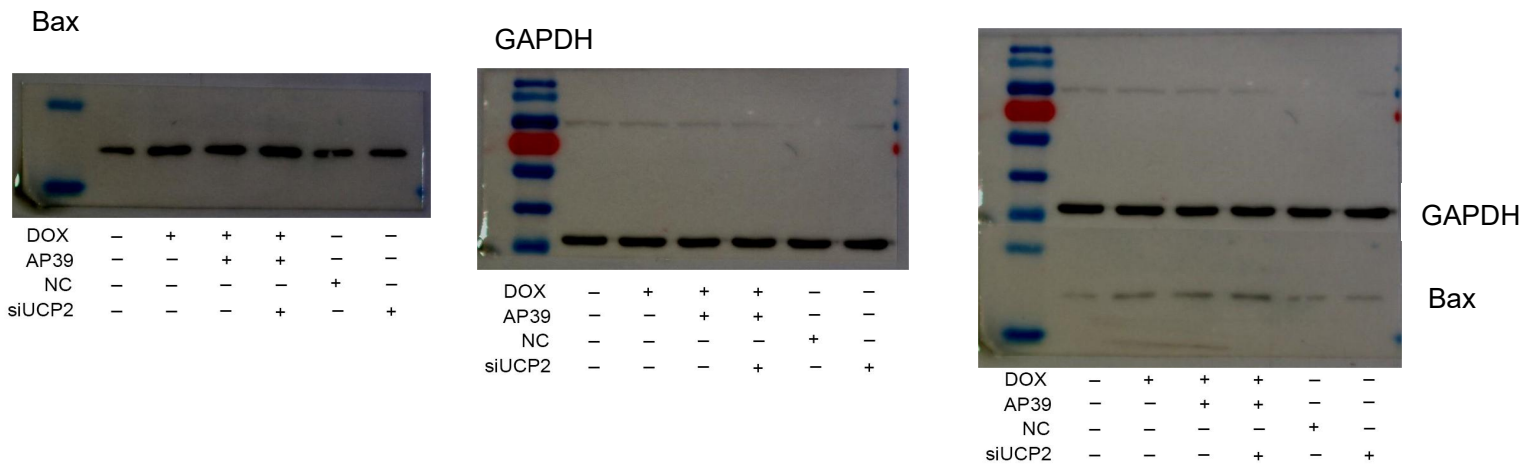 Bax
DOX – + + + – –
AP39 – – + + – –
NC – – – – + –
siUCP2 – – – + – +
GAPDH
DOX – + + + – –
AP39 – – + + – –
NC – – – – + –
siUCP2 – – – + – +
GAPDH
Bax
DOX – + + + – –
AP39 – – + + – –
NC – – – – + –
siUCP2 – – – + – +